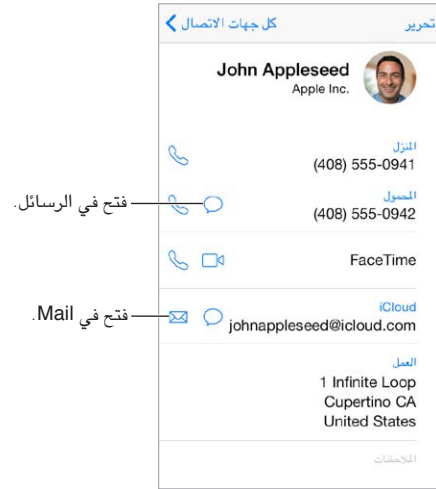 كل جهات الاتصال
تحرير
John Appleseed
Apple Inc.
المنزل
(408) 555-0941
المحمول
(408) 555-0942
فتح في الرسائل.
FaceTime
iCloud
johnappleseed@icloud.com
فتح في Mail.
العمل
1 Infinite Loop
Cupertino CA
United States
الملاحظات